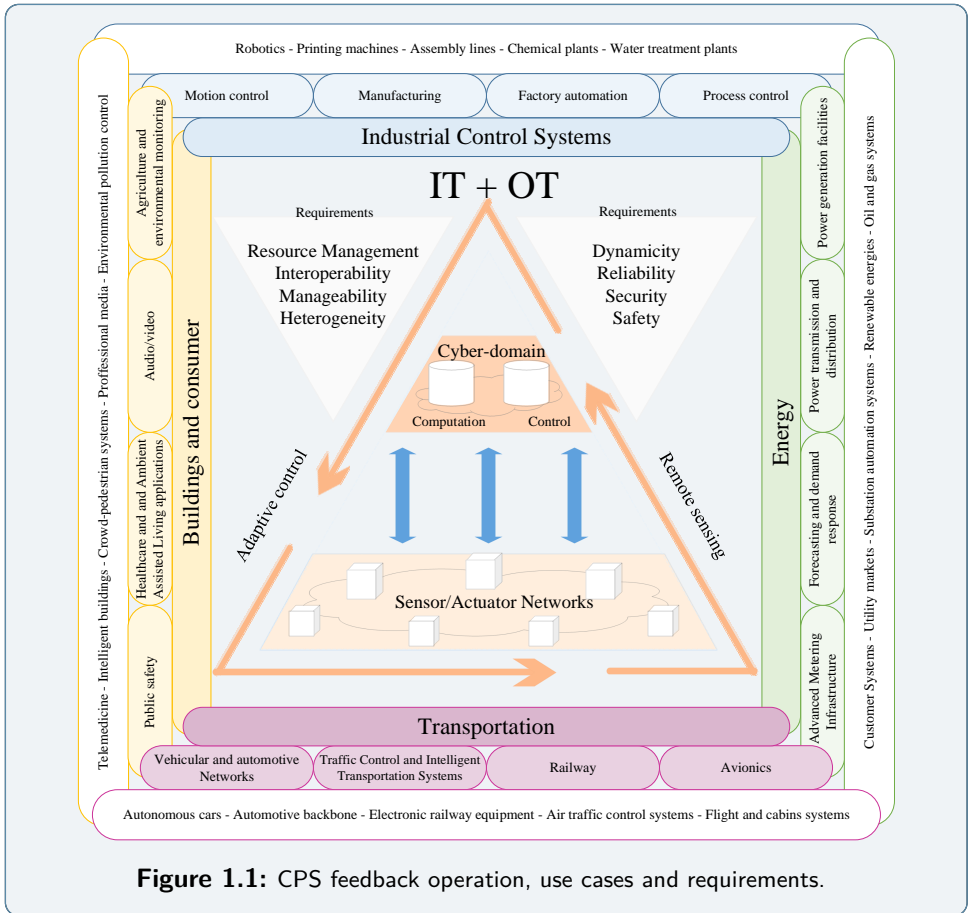 Robotics - Printing machines - Assembly lines - Chemical plants - Water treatment plants
Motion control
Manufacturing
Factory automation
Process control
Industrial Control Systems
Telemedicine - Intelligent buildings - Crowd-pedestrian systems - Proffessional media - Environmental pollution control
Agriculture and
environmental monitoring
Audio/video
Healthcare and and Ambient
Assisted Living applications
Public safety
Buildings and consumer
IT + OT
Requirements
Resource Management
Interoperability
Manageability
Heterogeneity
Requirements
Dynamicity
Reliability
Security
Safety
Cyber-domain
Computation
Control
Adaptive control
Remote sensing
Sensor/Actuator Networks
Energy
Power generation facilities
Power transmission and
distribution
Forecasting and demand
response
Advanced Metering
Infrastructure
Customer Systems - Utility markets - Substation automation systems - Renewable energies - Oil and gas systems
Transportation
Vehicular and automotive
Networks
Traffic Control and Intelligent
Transportation Systems
Railway
Avionics
Autonomous cars - Automotive backbone - Electronic railway equipment - Air traffic control systems - Flight and cabins systems
Figure 1.1: CPS feedback operation, use cases and requirements.